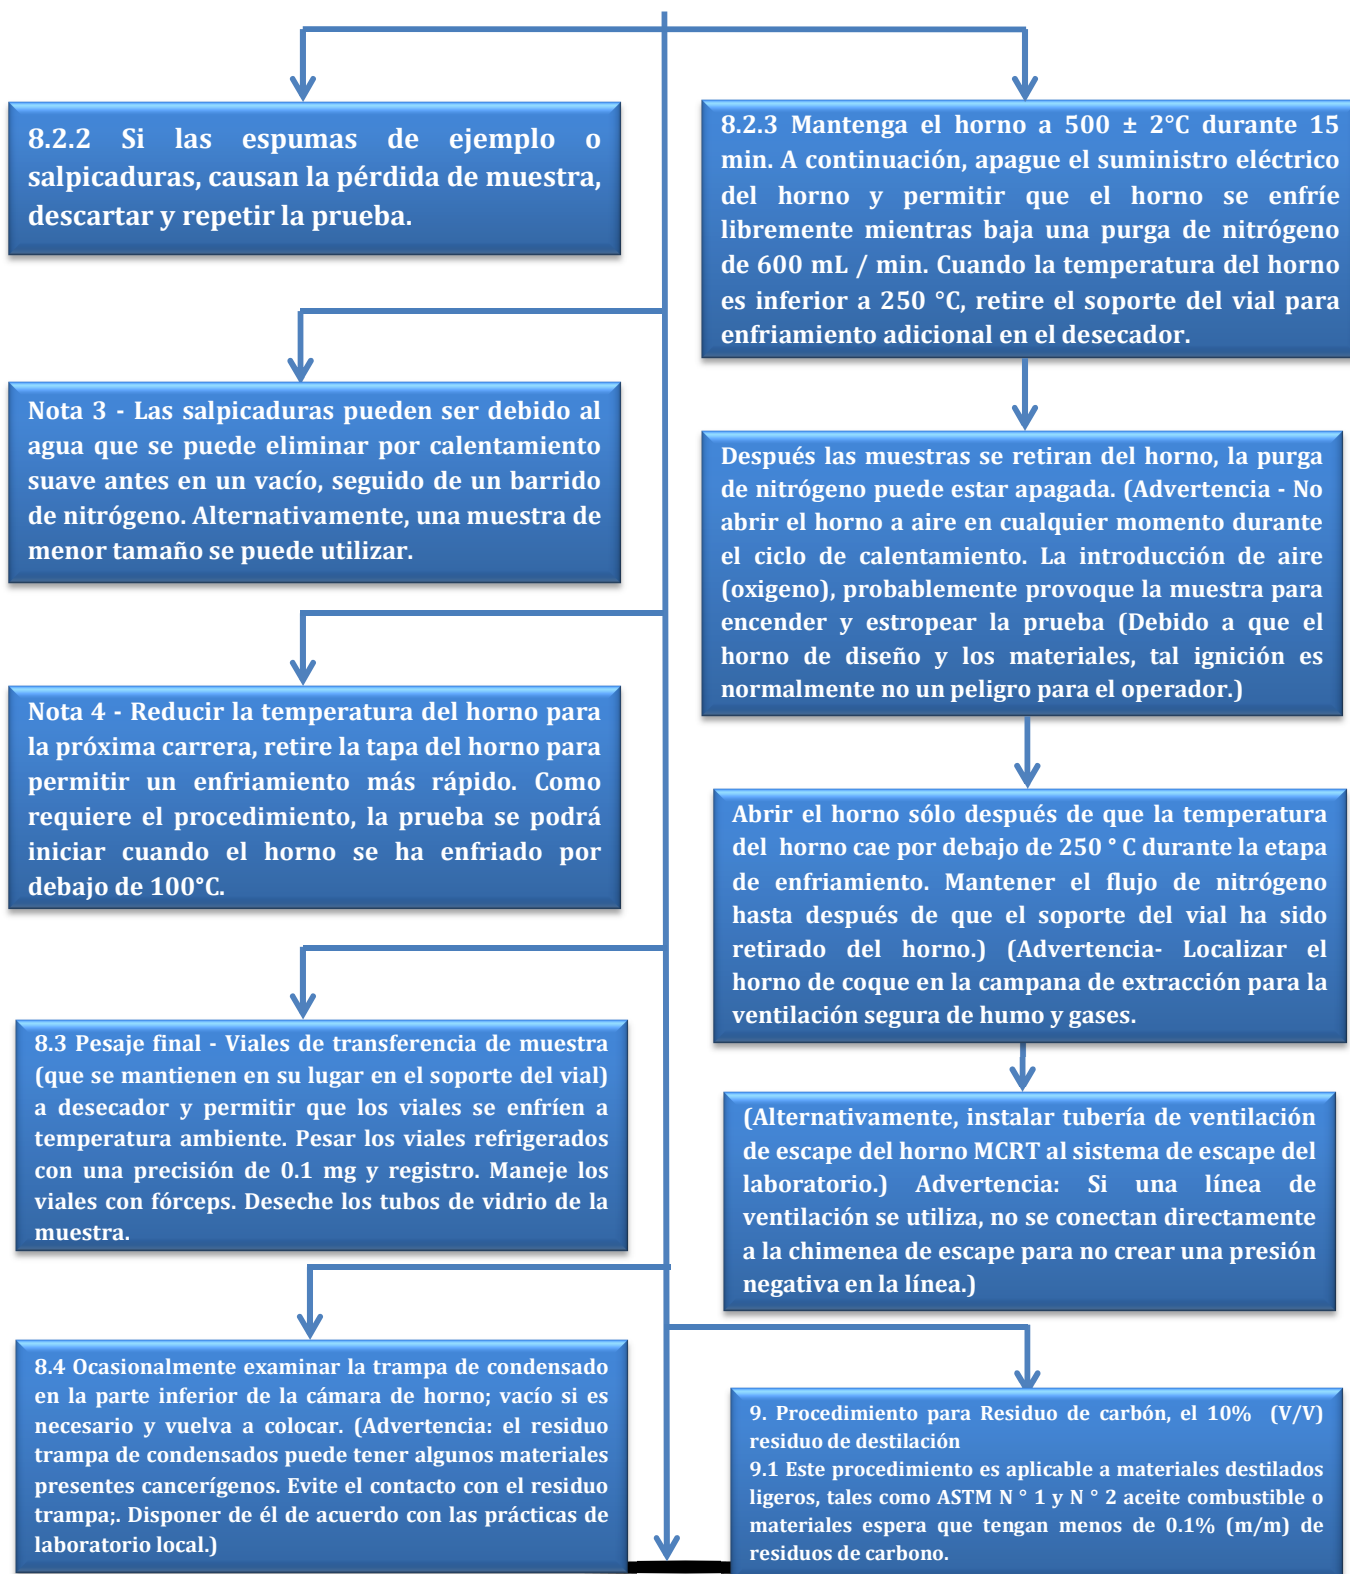 8.2.2 Si las espumas de ejemplo o
salpicaduras, causan la pérdida de muestra,
descartar y repetir la prueba.
8.2.3 Mantenga el horno a 500 ± 2°C durante 15
min. A continuación, apague el suministro eléctrico
del horno y permitir que el horno se enfríe
libremente mientras baja una purga de nitrógeno
de 600 mL / min. Cuando la temperatura del horno
es inferior a 250 °C, retire el soporte del vial para
enfriamiento adicional en el desecador.
Nota 3 - Las salpicaduras pueden ser debido al
agua que se puede eliminar por calentamiento
suave antes en un vacío, seguido de un barrido
de nitrógeno. Alternativamente, una muestra de
menor tamaño se puede utilizar.
Después las muestras se retiran del horno, la purga
de nitrógeno puede estar apagada. (Advertencia - No
abrir el horno a aire en cualquier momento durante
el ciclo de calentamiento. La introducción de aire
(oxigeno), probablemente provoque la muestra para
encender y estropear la prueba (Debido a que el
horno de diseño y los materiales, tal ignición es
normalmente no un peligro para el operador.)
Nota 4 - Reducir la temperatura del horno para
la próxima carrera, retire la tapa del horno para
permitir un enfriamiento más rápido. Como
requiere el procedimiento, la prueba se podrá
iniciar cuando el horno se ha enfriado por
debajo de 100°C.
Abrir el horno sólo después de que la temperatura
del horno cae por debajo de 250 ° C durante la etapa
de enfriamiento. Mantener el flujo de nitrógeno
hasta después de que el soporte del vial ha sido
retirado del horno.) (Advertencia- Localizar el
horno de coque en la campana de extracción para la
ventilación segura de humo y gases.
8.3 Pesaje final - Viales de transferencia de muestra
(que se mantienen en su lugar en el soporte del vial)
a desecador y permitir que los viales se enfríen a
temperatura ambiente. Pesar los viales refrigerados
con una precisión de 0.1 mg y registro. Maneje los
viales con fórceps. Deseche los tubos de vidrio de la
muestra.
(Alternativamente, instalar tubería de ventilación
de escape del horno MCRT al sistema de escape del
laboratorio.) Advertencia: Si una línea de
ventilación se utiliza, no se conectan directamente
a la chimenea de escape para no crear una presión
negativa en la línea.)
8.4 Ocasionalmente examinar la trampa de condensado
en la parte inferior de la cámara de horno; vacío si es
necesario y vuelva a colocar. (Advertencia: el residuo
trampa de condensados puede tener algunos materiales
presentes cancerígenos. Evite el contacto con el residuo
trampa;. Disponer de él de acuerdo con las prácticas de
laboratorio local.)
9. Procedimiento para Residuo de carbón, el 10% (V/V)
residuo de destilación
9.1 Este procedimiento es aplicable a materiales destilados
ligeros, tales como ASTM N ° 1 y N ° 2 aceite combustible o
materiales espera que tengan menos de 0.1% (m/m) de
residuos de carbono.